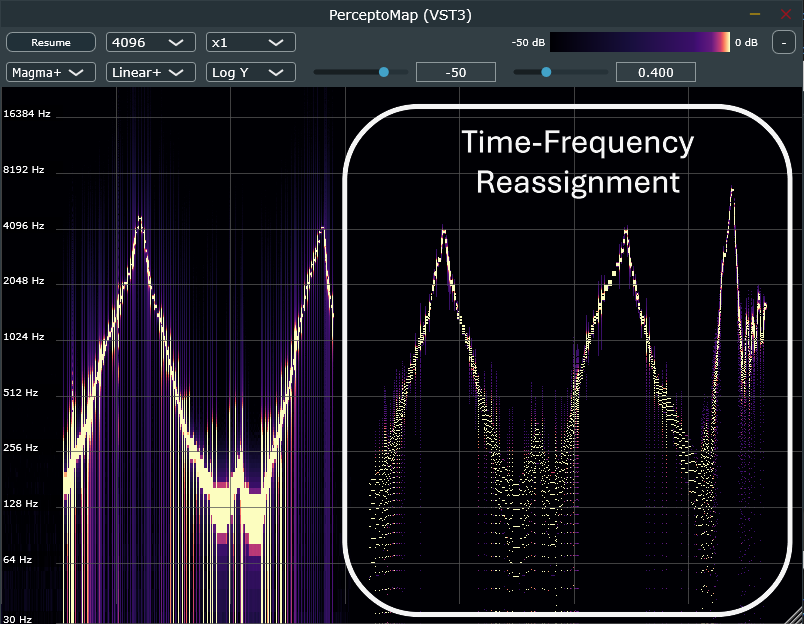 PerceptoMap (VST3)
Resume 4096 x1 -50 dB 0 dB -
Magma+ Linear+ Log Y -50 0.400
16384 Hz
8192 Hz
4096 Hz
2048 Hz
1024 Hz
512 Hz
256 Hz
128 Hz
64 Hz
30 Hz
Time-Frequency
Reassignment